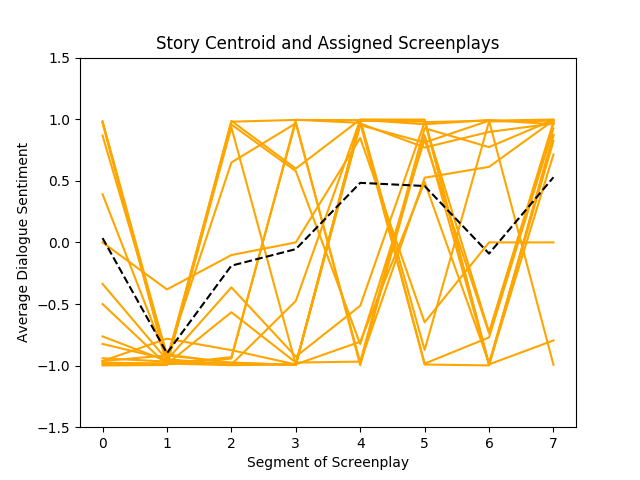 Story Centroid and Assigned Screenplays
1.5
1.0
0.5
0.0
−0.5
−1.0
−1.5
Average Dialogue Sentiment
0 1 2 3 4 5 6 7
Segment of Screenplay